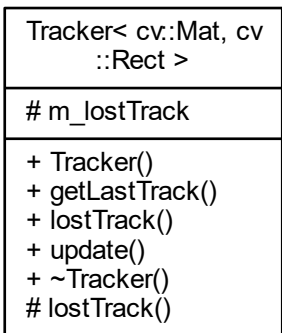 Tracker< cv::Mat, cv
::Rect >
# m_lostTrack
+ Tracker()
+ getLastTrack()
+ lostTrack()
+ update()
+ ~Tracker()
# lostTrack()